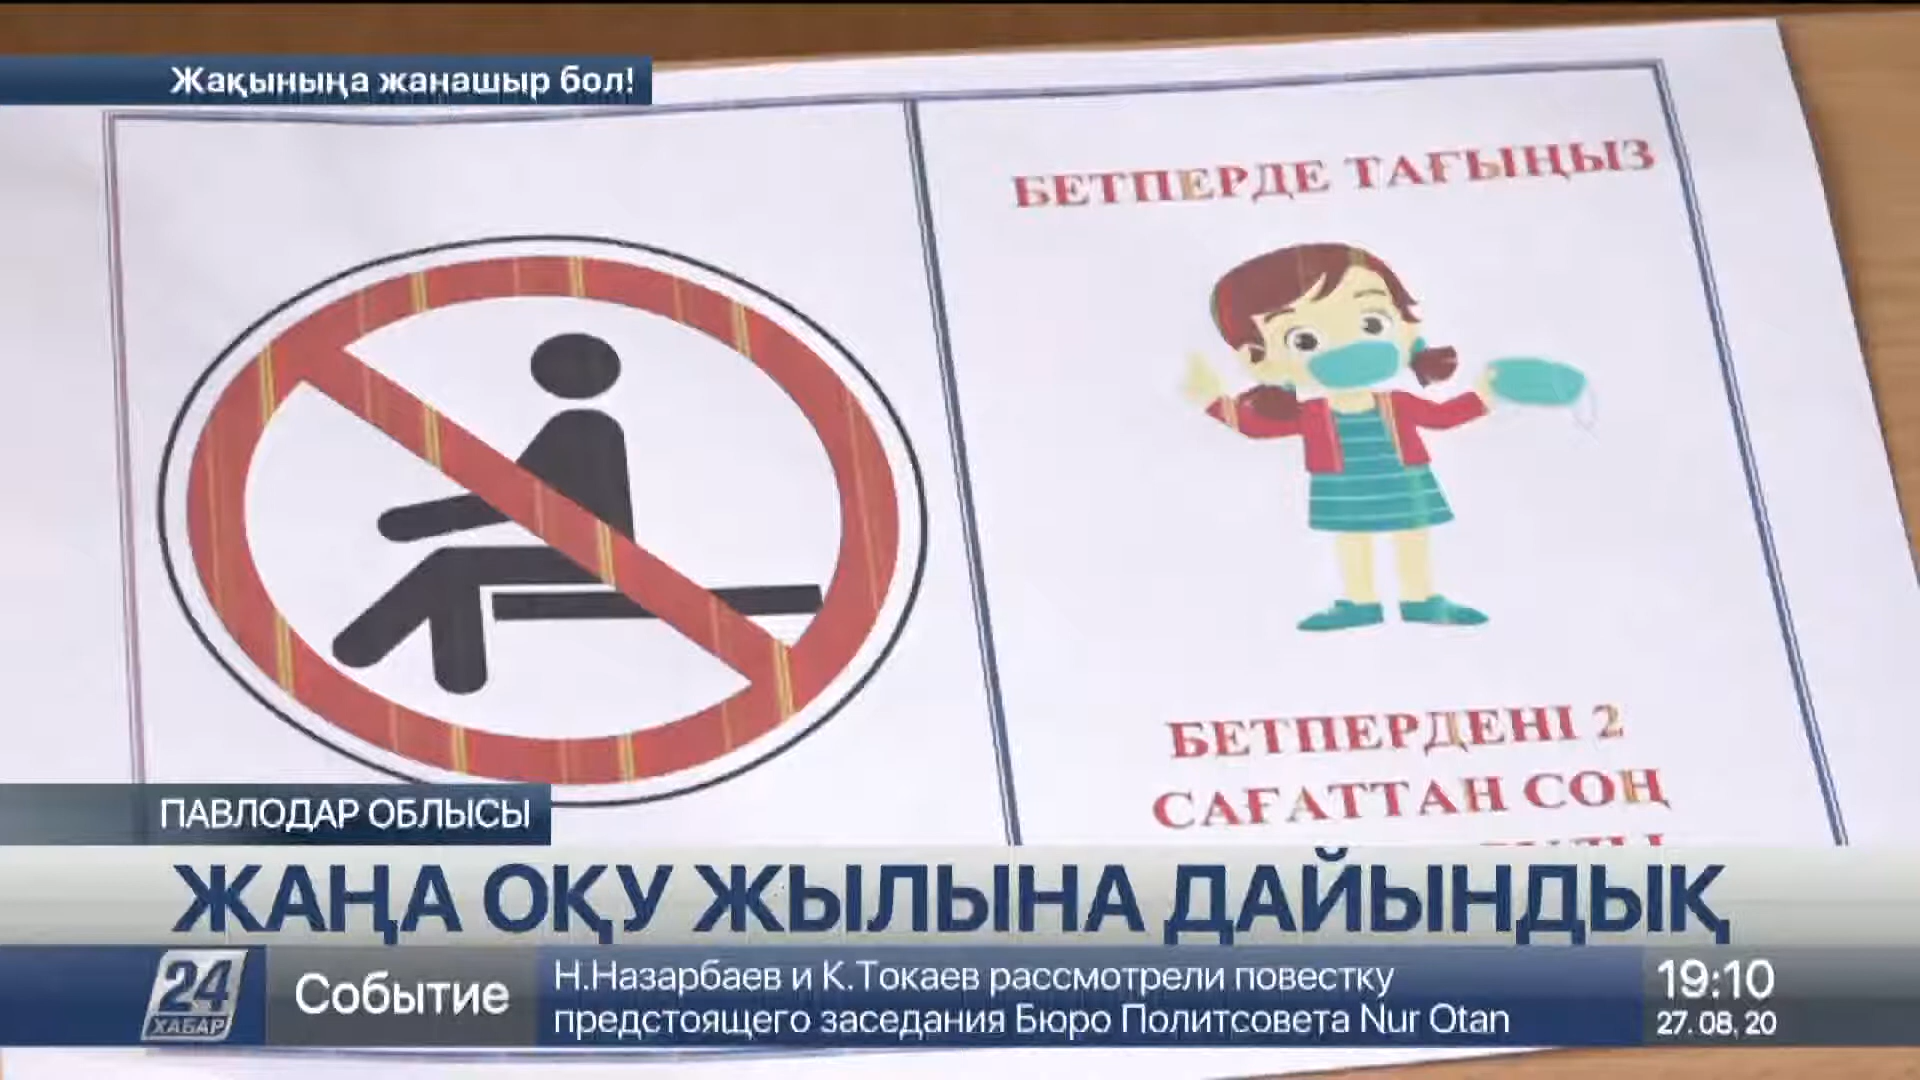 Жақыныңа жанашыр бол!
БЕТПЕРДЕ ТАҒЫҢЫЗ
БЕТПЕРДЕНІ 2
САҒАТТАН СОҢ
ПАВЛОДАР ОБЛЫСЫ
ЖАҢА ОҚУ ЖЫЛЫНА ДАЙЫНДЫҚ
24
ХАБАР
Событие
Н.Назарбаев и К.Токаев рассмотрели повестку
предстоящего заседания Бюро Политсовета Nur Otan
19:10
27. 08. 20